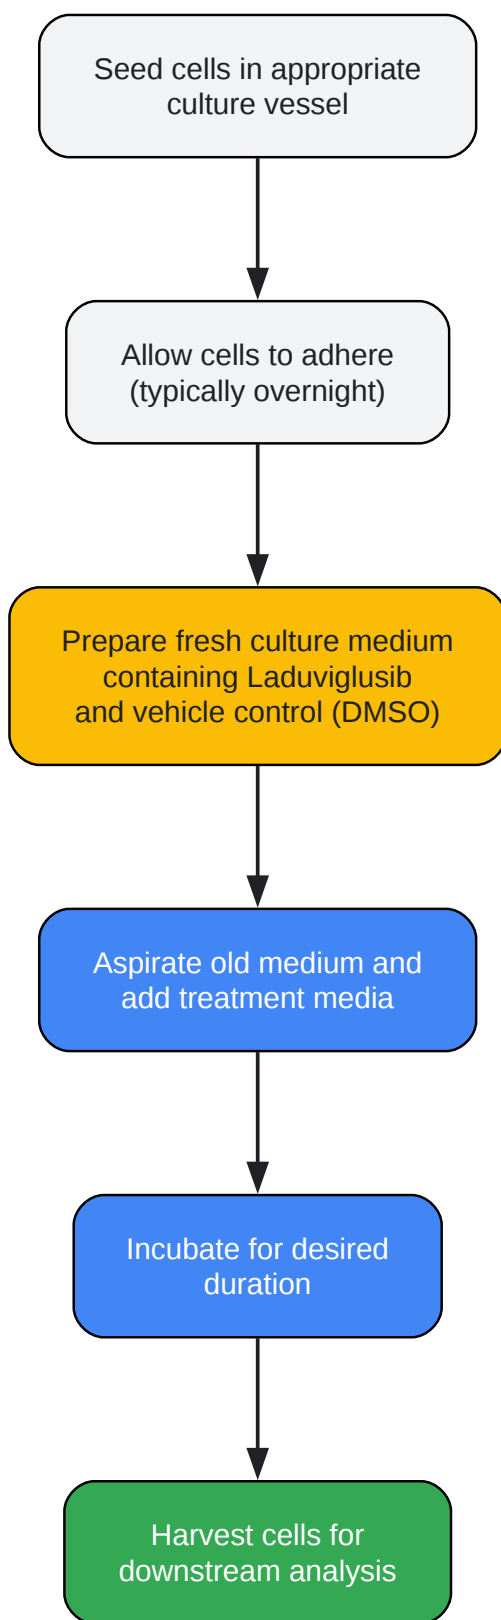 Seed cells in appropriate
culture vessel
Allow cells to adhere
(typically overnight)
Prepare fresh culture medium
containing Laduviglusib
and vehicle control (DMSO)
Aspirate old medium and
add treatment media
Incubate for desired
duration
Harvest cells for
downstream analysis